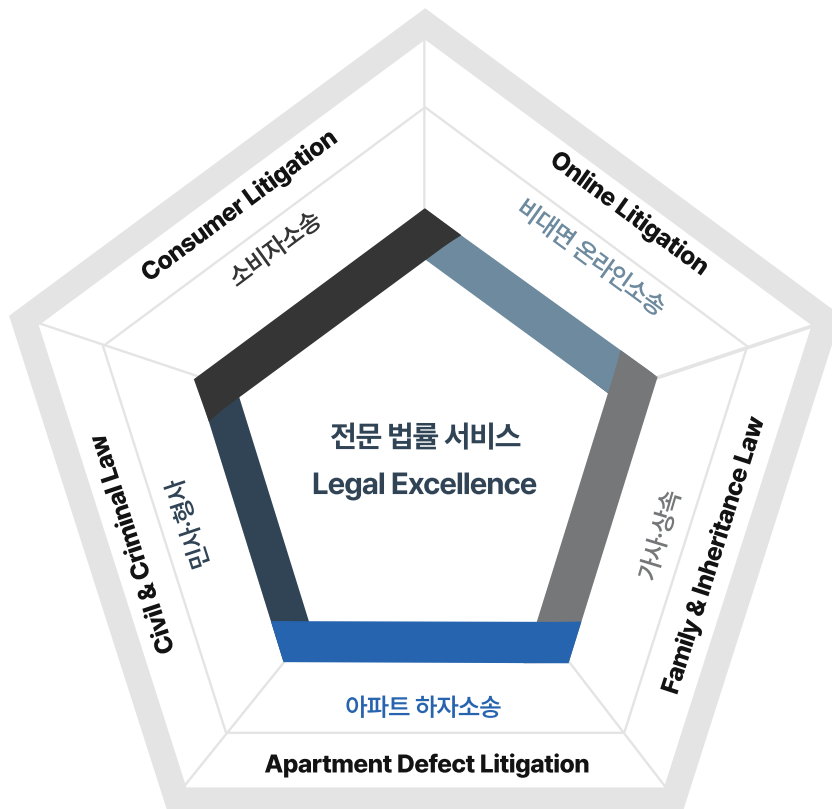 Consumer Litigation
소비자소송
Online Litigation
비대면 온라인소송
전문 법률 서비스
Legal Excellence
Civil & Criminal Law
민사·형사
가사·상속
Family & Inheritance Law
아파트 하자소송
Apartment Defect Litigation